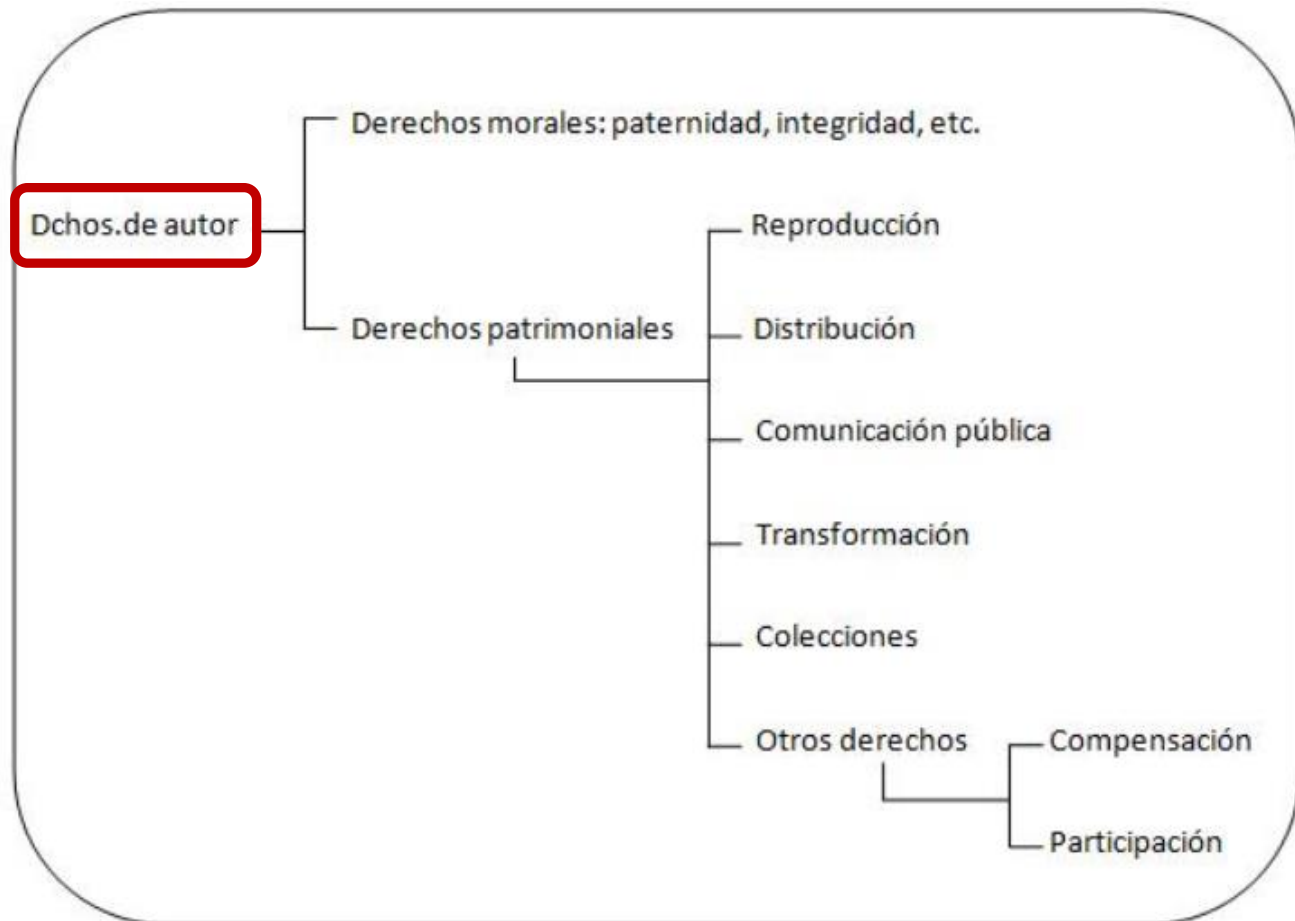 Derechos morales: paternidad, integridad, etc.
Dchos.de autor
Reproducción
Derechos patrimoniales
Distribución
Comunicación pública
Transformación
Colecciones
Otros derechos
Compensación
Participación